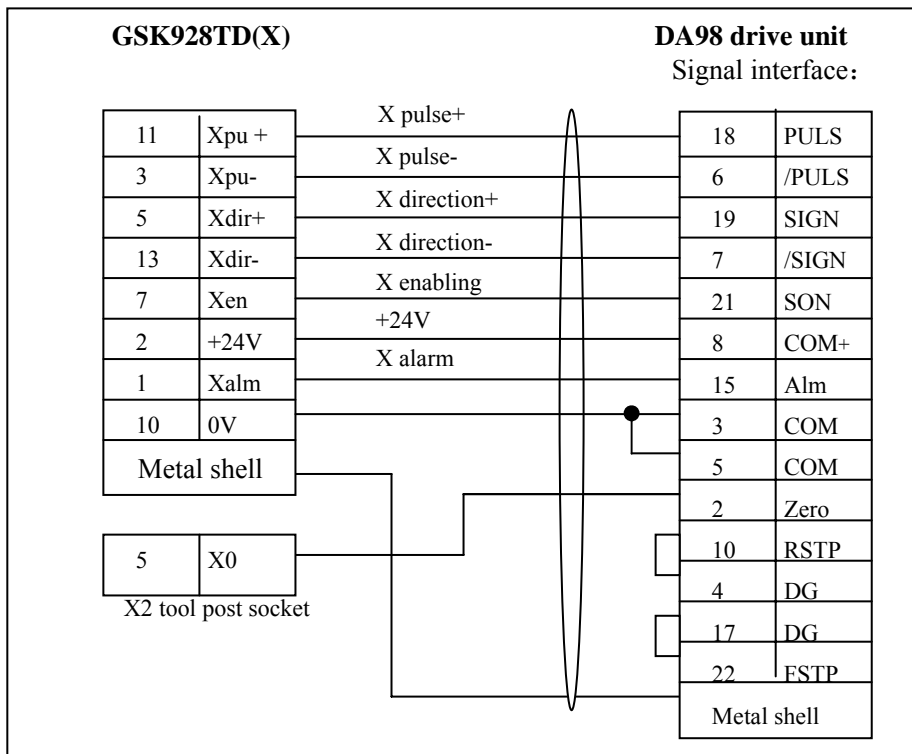 GSK928TD(X)
DA98 drive unit
Signal interface：
11 Xpu +
3 Xpu-
5 Xdir+
13 Xdir-
7 Xen
2 +24V
1 Xalm
10 0V
Metal shell
5 X0
X2 tool post socket
X pulse+
X pulse-
X direction+
X direction-
X enabling
+24V
X alarm
18 PULS
6 /PULS
19 SIGN
7 /SIGN
21 SON
8 COM+
15 Alm
3 COM
5 COM
2 Zero
10 RSTP
4 DG
17 DG
22 FSTP
Metal shell